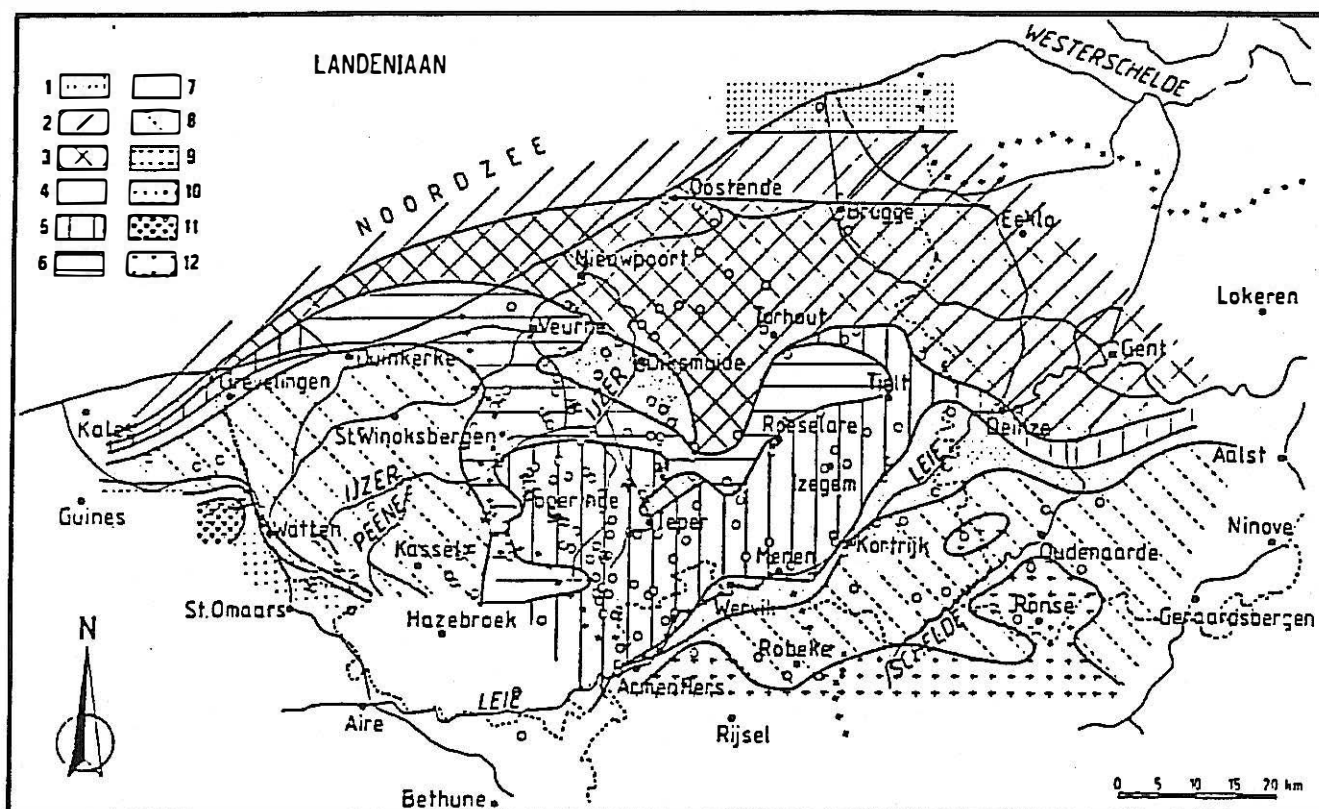 LANDENIAAN
WESTERSCHELDE
1 7
2 8
3 9
4 10
5 11
6 12
NOORDZEE
Oostende
Brugge
Eeklo
Nieuwpoort
Lokeren
Torhout
Veurne
Duinkerke
Diksmuide
Gent
Grevelingen
IJZER
Tielt
Kales
St.Winoksbergen
Roeselare
Deinze
LEIE
Aalst
Izegem
Guines
IJZER
Poperinge
PEENE
Ieper
Watten
Ninove
Kassel
Menen
Kortrijk
Oudenaarde
St.Omaars
Hazebroek
Wervik
Ronse
Geraardsbergen
N
Robeke
SCHELDE
LEIE
Armentiers
Aire
Rijsel
Bethune
0 5 10 15 20 km